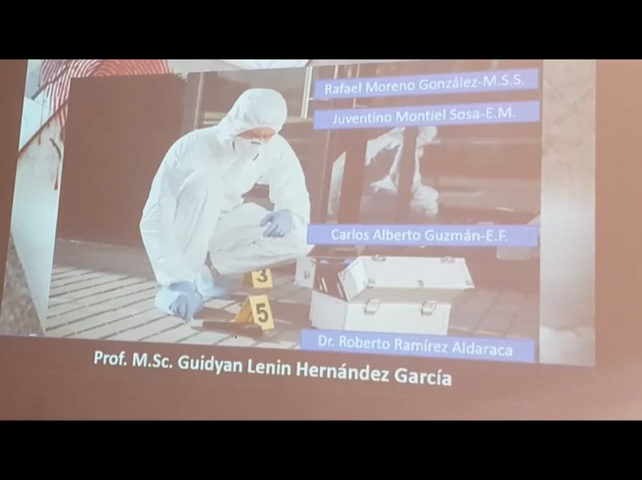 Rafael Moreno González-M.S.S.
Juventino Montiel Sosa-E.M.
Carlos Alberto Guzmán-E.F.
3
5
Dr. Roberto Ramírez Aldaraca
Prof. M.Sc. Guidyan Lenin Hernández García